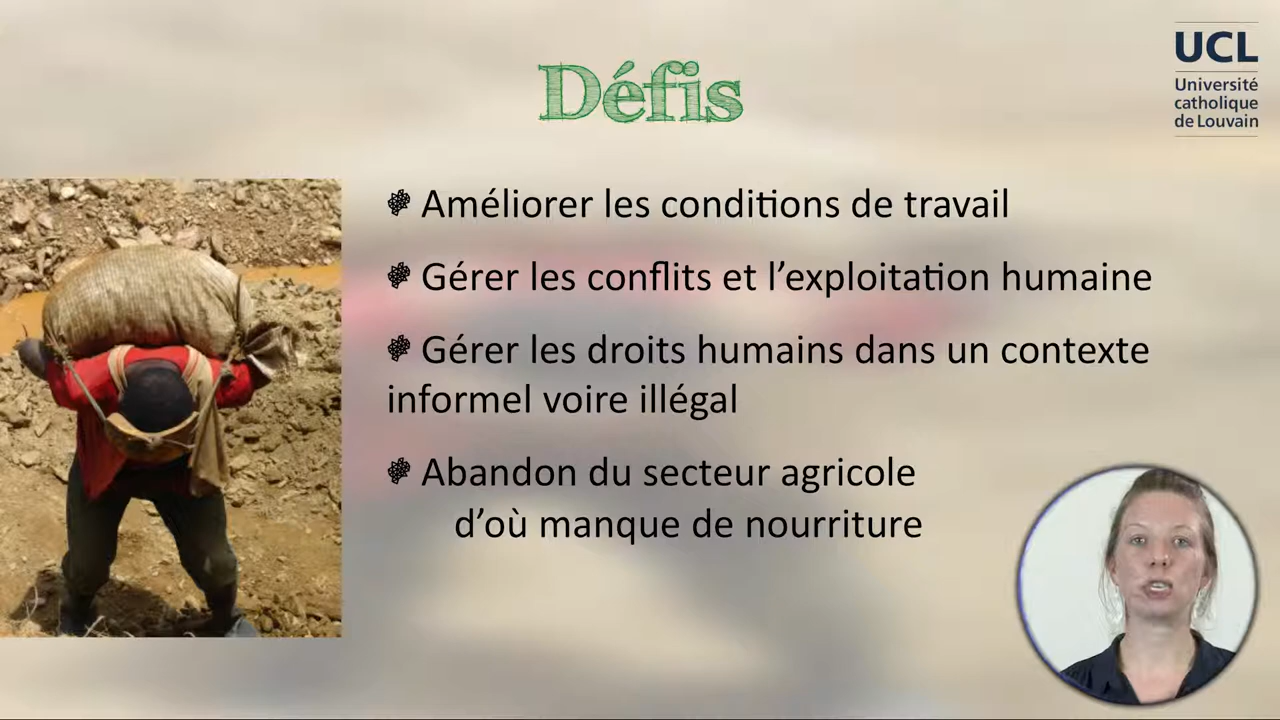 Défis
UCL
Université
catholique
de Louvain
Améliorer les conditions de travail
Gérer les conflits et l’exploitation humaine
Gérer les droits humains dans un contexte
informel voire illégal
Abandon du secteur agricole
d’où manque de nourriture